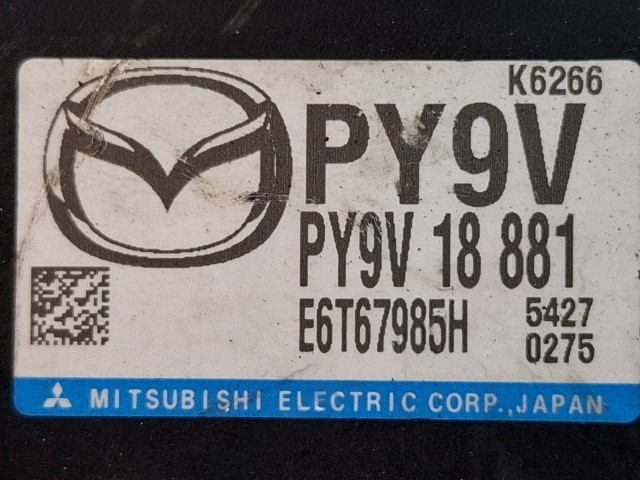 K6266
PY9V
PY9V 18 881
E6T67985H
5427
0275
MITSUBISHI ELECTRIC CORP., JAPAN